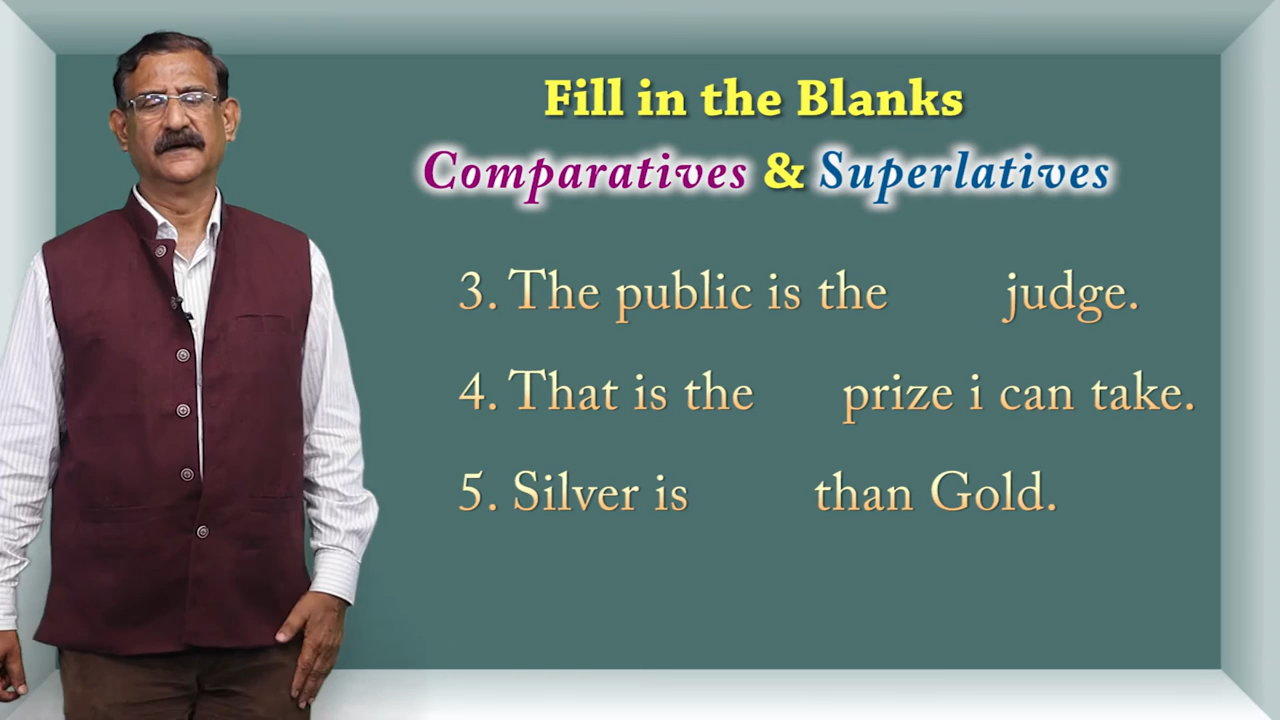 Fill in the Blanks
Comparatives & Superlatives
3. The public is the judge.
4. That is the prize i can take.
5. Silver is than Gold.